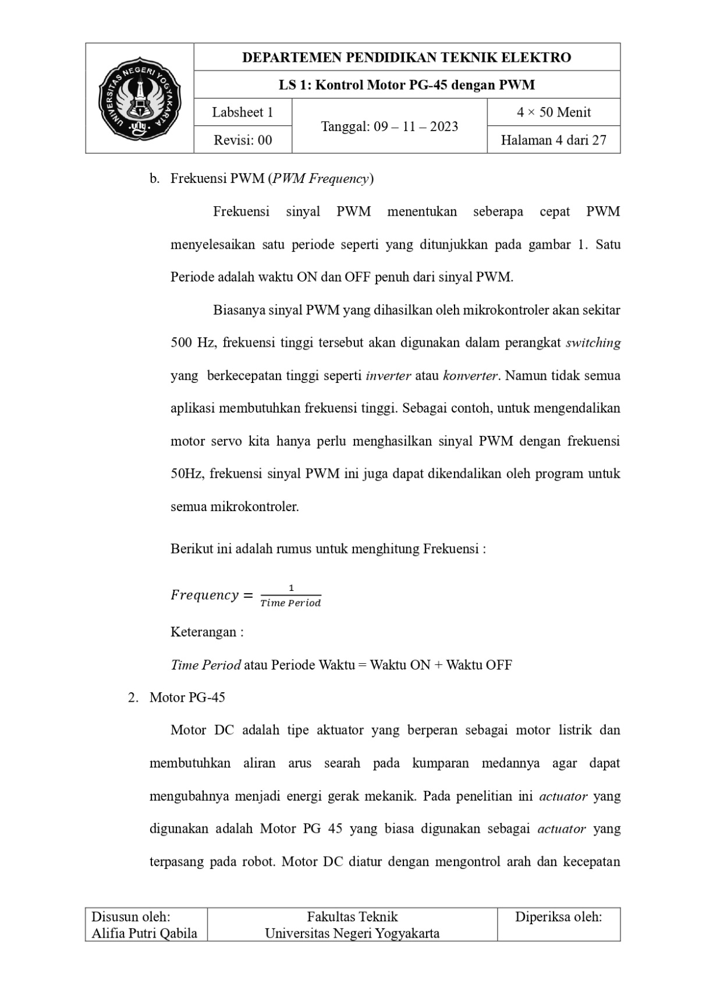 UNIVERSITAS NEGERI YOGYAKARTA
uny
DEPARTEMEN PENDIDIKAN TEKNIK ELEKTRO
LS 1: Kontrol Motor PG-45 dengan PWM
Labsheet 1
Tanggal: 09 – 11 – 2023
4 × 50 Menit
Revisi: 00
Halaman 4 dari 27
b. Frekuensi PWM (PWM Frequency)
Frekuensi sinyal PWM menentukan seberapa cepat PWM
menyelesaikan satu periode seperti yang ditunjukkan pada gambar 1. Satu
Periode adalah waktu ON dan OFF penuh dari sinyal PWM.
Biasanya sinyal PWM yang dihasilkan oleh mikrokontroler akan sekitar
500 Hz, frekuensi tinggi tersebut akan digunakan dalam perangkat switching
yang berkecepatan tinggi seperti inverter atau konverter. Namun tidak semua
aplikasi membutuhkan frekuensi tinggi. Sebagai contoh, untuk mengendalikan
motor servo kita hanya perlu menghasilkan sinyal PWM dengan frekuensi
50Hz, frekuensi sinyal PWM ini juga dapat dikendalikan oleh program untuk
semua mikrokontroler.
Berikut ini adalah rumus untuk menghitung Frekuensi :
Frequency = 1 / Time Period
Keterangan :
Time Period atau Periode Waktu = Waktu ON + Waktu OFF
2. Motor PG-45
Motor DC adalah tipe aktuator yang berperan sebagai motor listrik dan
membutuhkan aliran arus searah pada kumparan medannya agar dapat
mengubahnya menjadi energi gerak mekanik. Pada penelitian ini actuator yang
digunakan adalah Motor PG 45 yang biasa digunakan sebagai actuator yang
terpasang pada robot. Motor DC diatur dengan mengontrol arah dan kecepatan
Disusun oleh:
Alifia Putri Qabila
Fakultas Teknik
Universitas Negeri Yogyakarta
Diperiksa oleh: